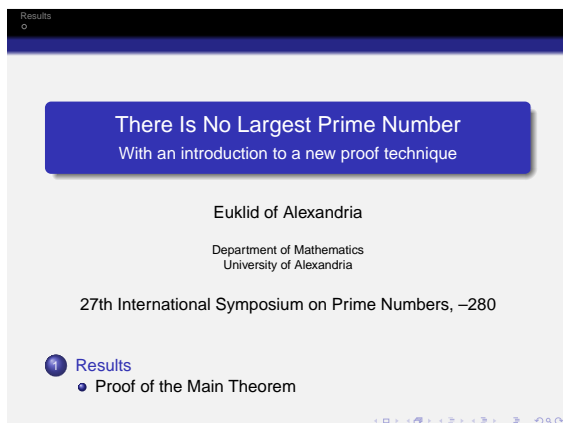 Results
There Is No Largest Prime Number
With an introduction to a new proof technique
Euklid of Alexandria
Department of Mathematics
University of Alexandria
27th International Symposium on Prime Numbers, –280
1 Results
Proof of the Main Theorem